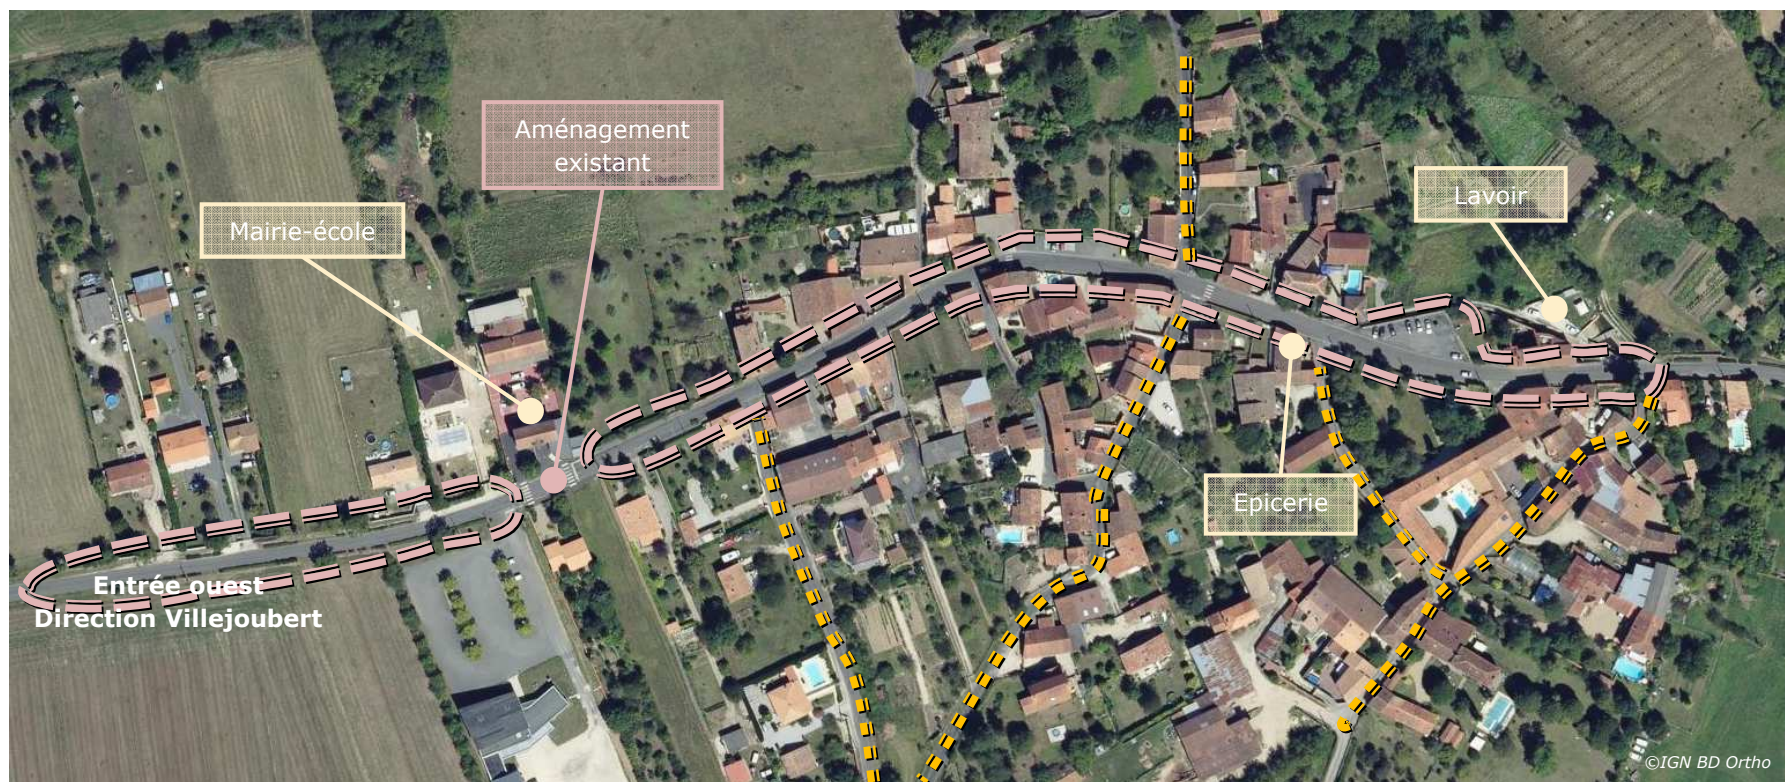 Aménagement
existant
Mairie-école
Lavoir
Epicerie
Entrée ouest
Direction Villejoubert
©IGN BD Ortho